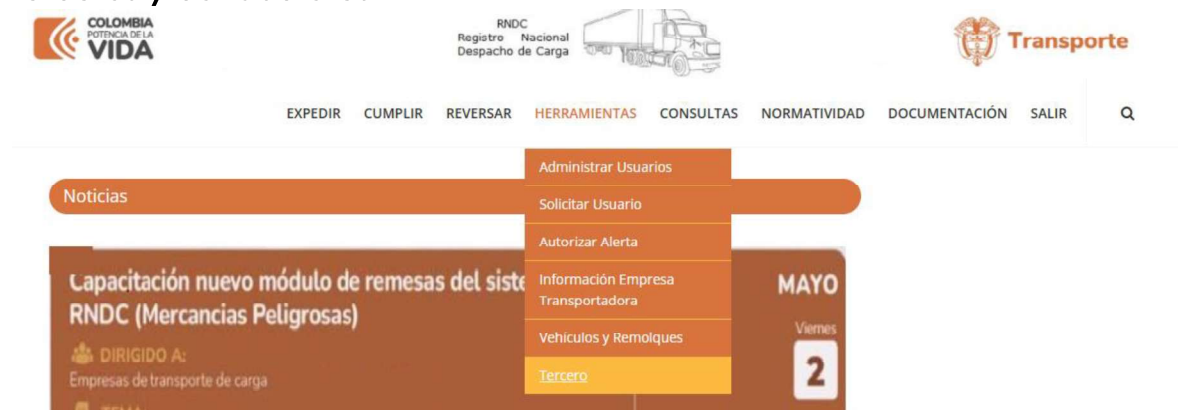 COLOMBIA
POTENCIA DE LA
VIDA
RNDC
Registro Nacional
Despacho de Carga
Transporte
EXPEDIR CUMPLIR REVERSAR HERRAMIENTAS CONSULTAS NORMATIVIDAD DOCUMENTACIÓN SALIR
Administrar Usuarios
Solicitar Usuario
Autorizar Alerta
Información Empresa
Transportadora
Vehículos y Remolques
Tercero
Noticias
Capacitación nuevo módulo de remesas del siste
RNDC (Mercancias Peligrosas)
DIRIGIDO A:
Empresas de transporte de carga
MAYO
Viernes
2